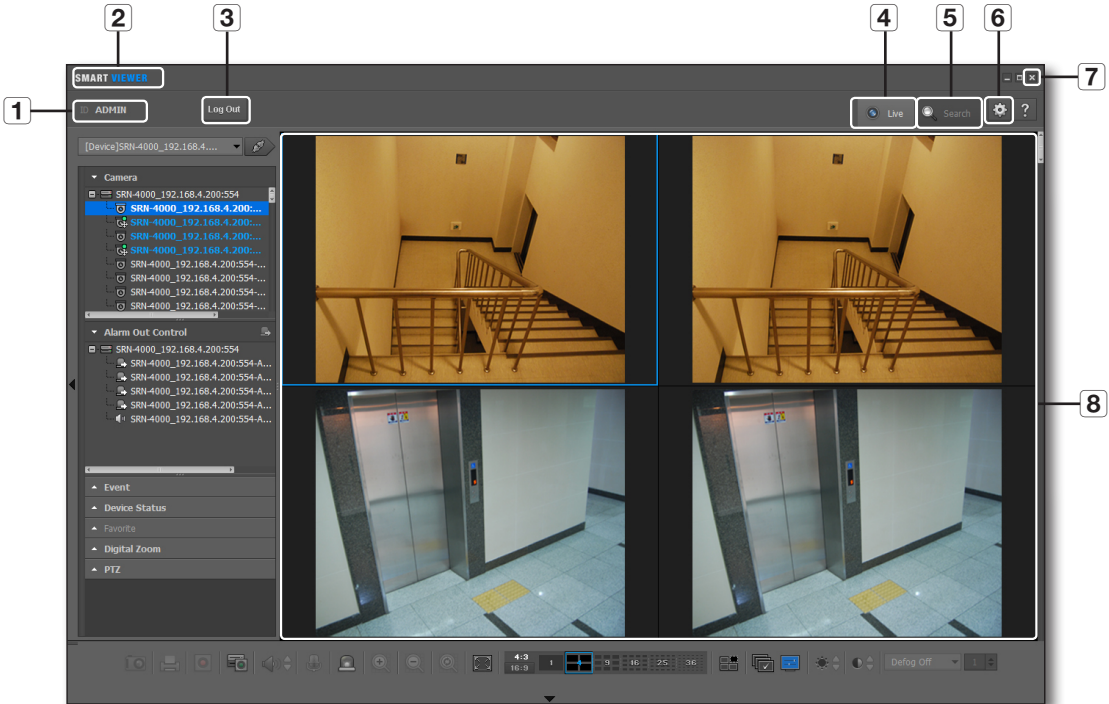 2 3 4 5 6
SMART VIEWER
7
1
ID ADMIN
Log Out
Live
Search
?
[Device]SRN-4000_192.168.4....
Camera
SRN-4000_192.168.4.200:554
SRN-4000_192.168.4.200:...
SRN-4000_192.168.4.200:...
SRN-4000_192.168.4.200:...
SRN-4000_192.168.4.200:...
SRN-4000_192.168.4.200:554-...
SRN-4000_192.168.4.200:554-...
SRN-4000_192.168.4.200:554-...
SRN-4000_192.168.4.200:554-...
Alarm Out Control
SRN-4000_192.168.4.200:554
SRN-4000_192.168.4.200:554-A...
SRN-4000_192.168.4.200:554-A...
SRN-4000_192.168.4.200:554-A...
SRN-4000_192.168.4.200:554-A...
SRN-4000_192.168.4.200:554-A...
8
Event
Device Status
Favorite
Digital Zoom
PTZ
4:3
16:9
1 9 16 25 36
Defog Off
1